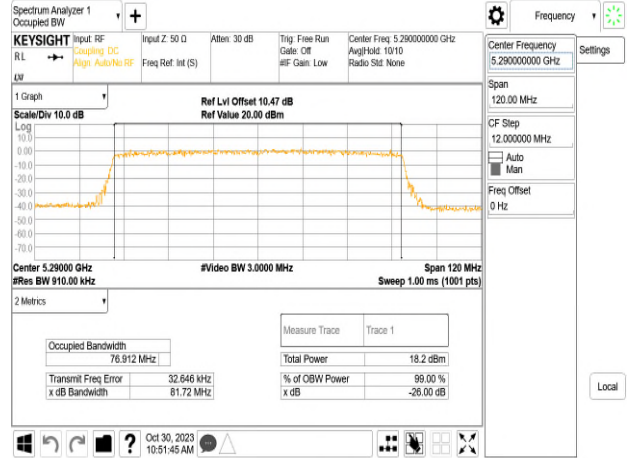 Spectrum Analyzer 1
Occupied BW
Frequency
KEYSIGHT
Input: RF
Input Z: 50 Ω
Atten: 30 dB
Trig: Free Run
Center Freq: 5.290000000 GHz
RL
Coupling: DC
Gate: Off
Avg|Hold: 10/10
Align: Auto/No RF
Freq Ref: Int (S)
#IF Gain: Low
Radio Std: None
LXI
Center Frequency
5.290000000 GHz
Settings
Span
120.00 MHz
CF Step
12.000000 MHz
Auto
Man
Freq Offset
0 Hz
1 Graph
Ref Lvl Offset 10.47 dB
Scale/Div 10.0 dB
Ref Value 20.00 dBm
Log
10.0
0.00
-10.0
-20.0
-30.0
-40.0
-50.0
-60.0
-70.0
Center 5.29000 GHz
#Video BW 3.0000 MHz
Span 120 MHz
#Res BW 910.00 kHz
Sweep 1.00 ms (1001 pts)
2 Metrics
Measure Trace
Trace 1
Occupied Bandwidth
76.912 MHz
Total Power
18.2 dBm
Transmit Freq Error
32.646 kHz
% of OBW Power
99.00 %
x dB Bandwidth
81.72 MHz
x dB
-26.00 dB
Local
Oct 30, 2023
10:51:45 AM